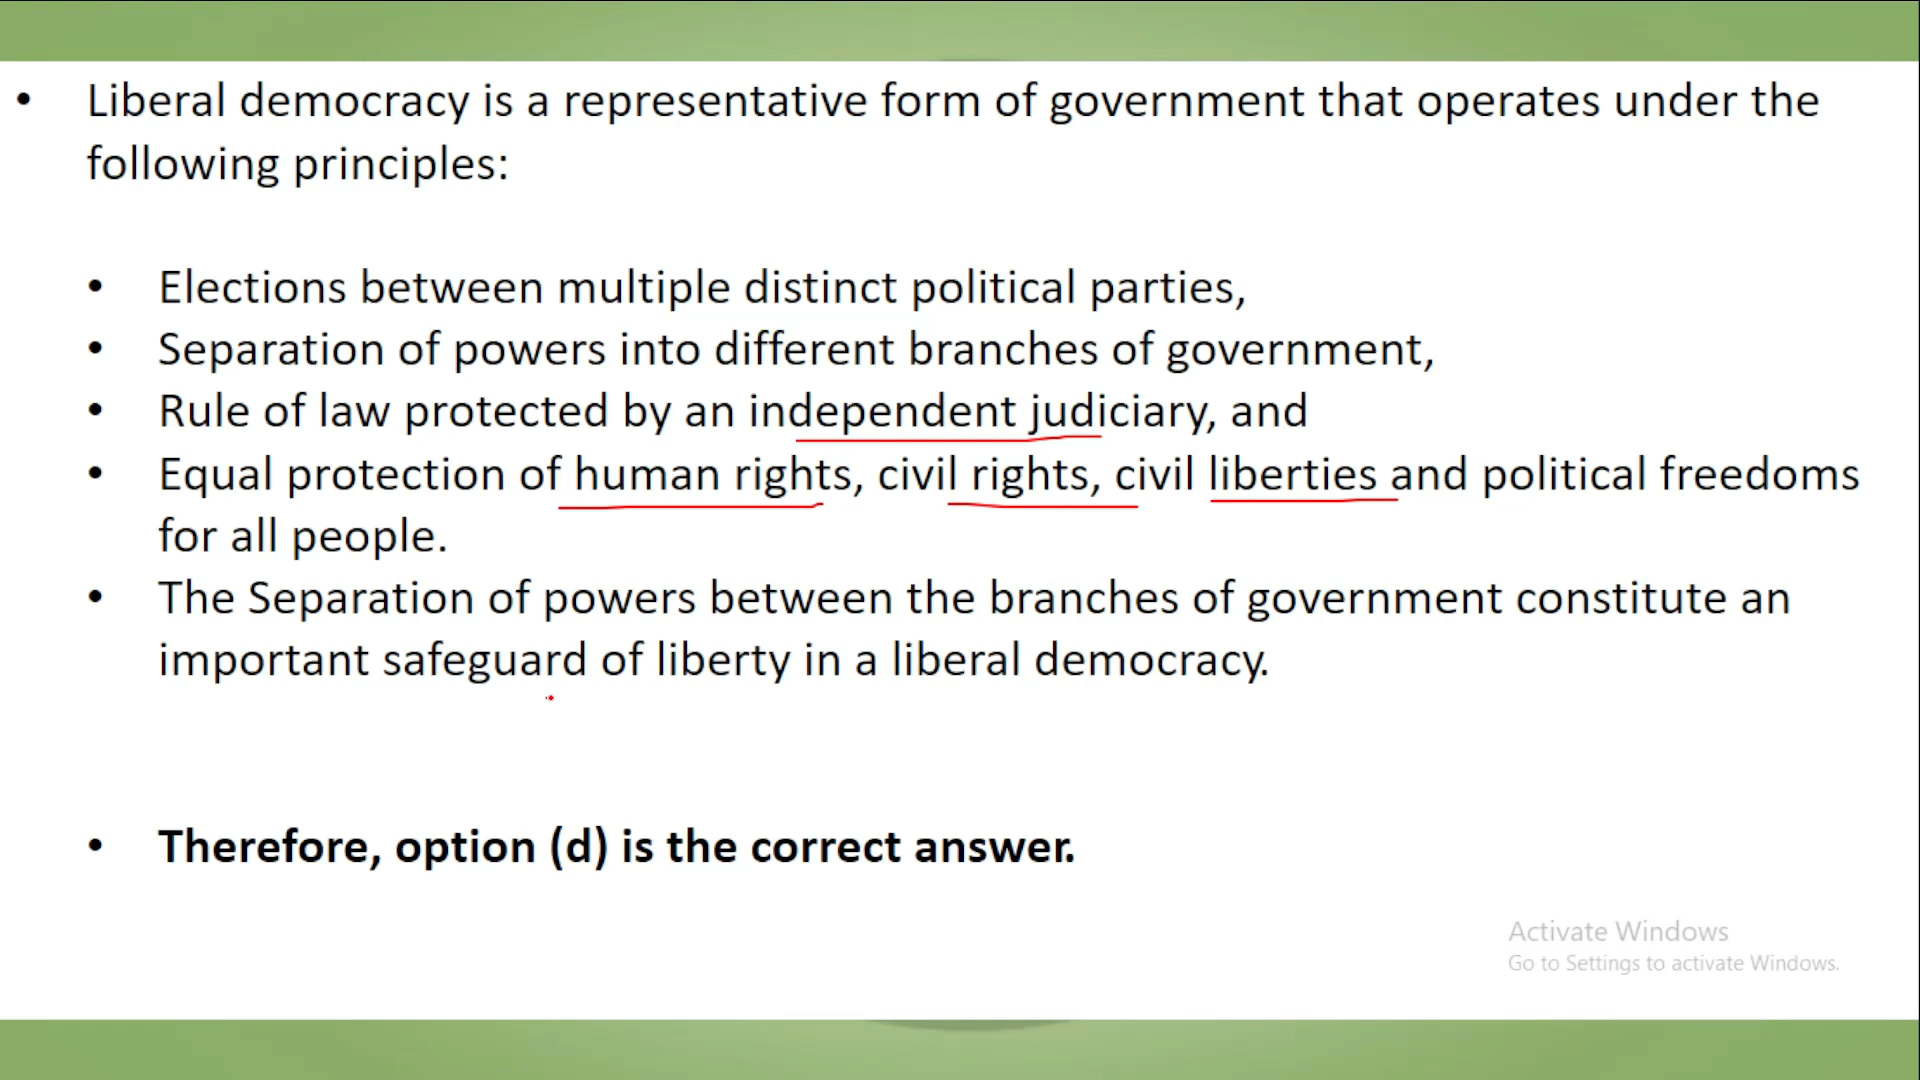 • Liberal democracy is a representative form of government that operates under the
following principles:
• Elections between multiple distinct political parties,
• Separation of powers into different branches of government,
• Rule of law protected by an independent judiciary, and
• Equal protection of human rights, civil rights, civil liberties and political freedoms
for all people.
• The Separation of powers between the branches of government constitute an
important safeguard of liberty in a liberal democracy.
• Therefore, option (d) is the correct answer.
Activate Windows
Go to Settings to activate Windows.